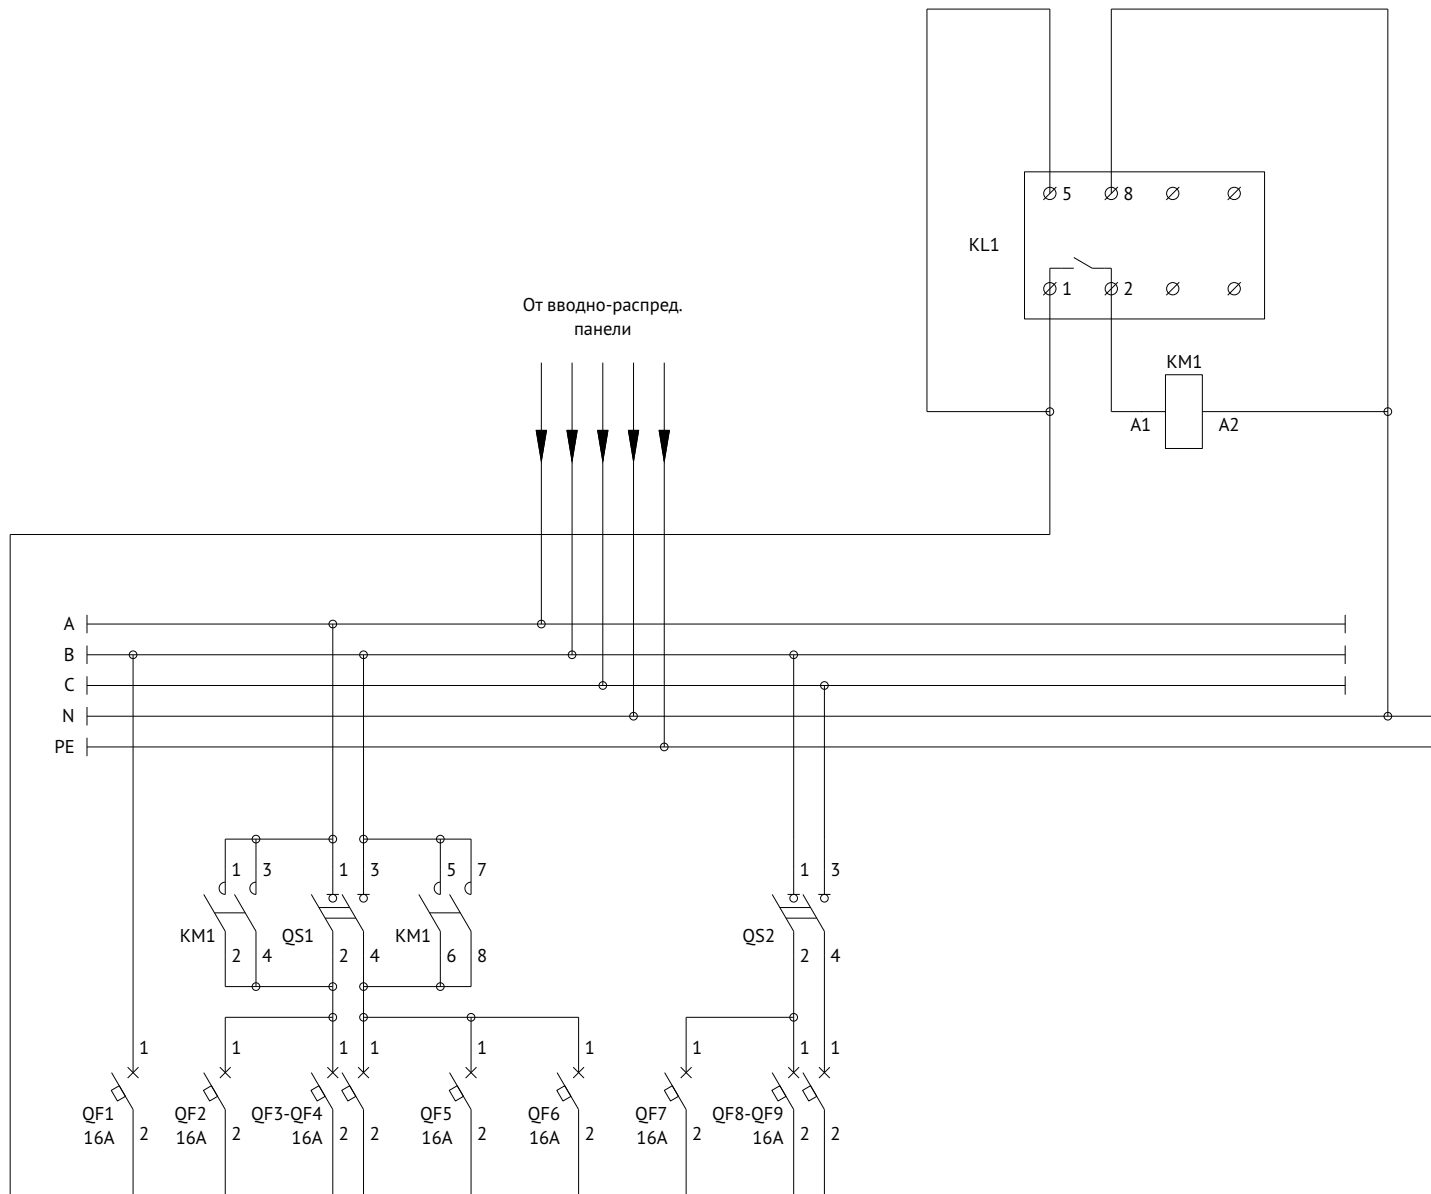 5 8
KL1
1 2
От вводно-распред.
панели
KM1
A1 A2
A
B
C
N
PE
1 3 1 3 5 7 1 3
KM1 QS1 KM1 QS2
2 4 2 4 6 8 2 4
1 1 1 1 1 1 1 1 1
QF1 QF2 QF3-QF4 QF5 QF6 QF7 QF8-QF9
16A 2 16A 2 16A 2 2 16A 2 16A 2 16A 2 16A 2 2